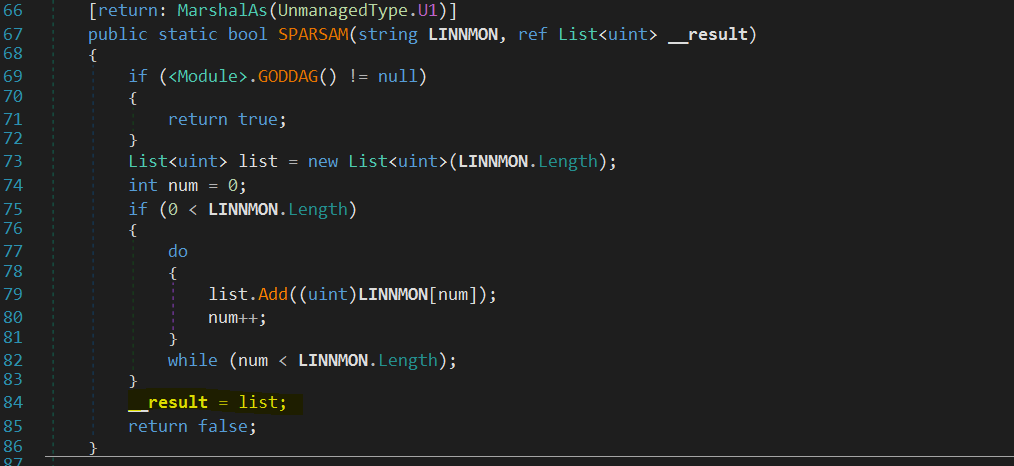 66 [return: MarshalAs(UnmanagedType.U1)]
67 public static bool SPARSAM(string LINNMON, ref List<uint> __result)
68 {
69 if (<Module>.GODDAG() != null)
70 {
71 return true;
72 }
73 List<uint> list = new List<uint>(LINNMON.Length);
74 int num = 0;
75 if (0 < LINNMON.Length)
76 {
77 do
78 {
79 list.Add((uint)LINNMON[num]);
80 num++;
81 }
82 while (num < LINNMON.Length);
83 }
84 __result = list;
85 return false;
86 }
87